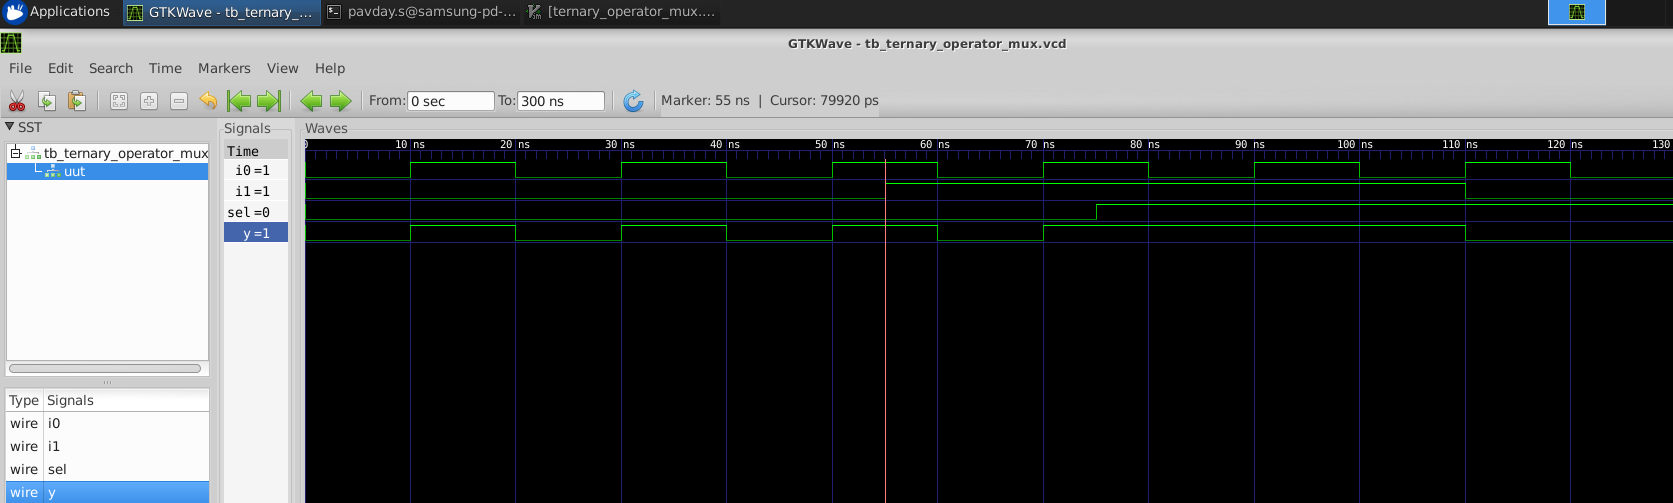 Applications GTKWave - tb_ternary_... pavday.s@samsung-pd-... [ternary_operator_mux....
GTKWave - tb_ternary_operator_mux.vcd
File Edit Search Time Markers View Help
From: 0 sec To: 300 ns Marker: 55 ns | Cursor: 79920 ps
SST Signals Waves
0 10 ns 20 ns 30 ns 40 ns 50 ns 60 ns 70 ns 80 ns 90 ns 100 ns 110 ns 120 ns 130
tb_ternary_operator_mux Time
uut i0=1
i1=1
sel=0
y=1
Type Signals
wire i0
wire i1
wire sel
wire y